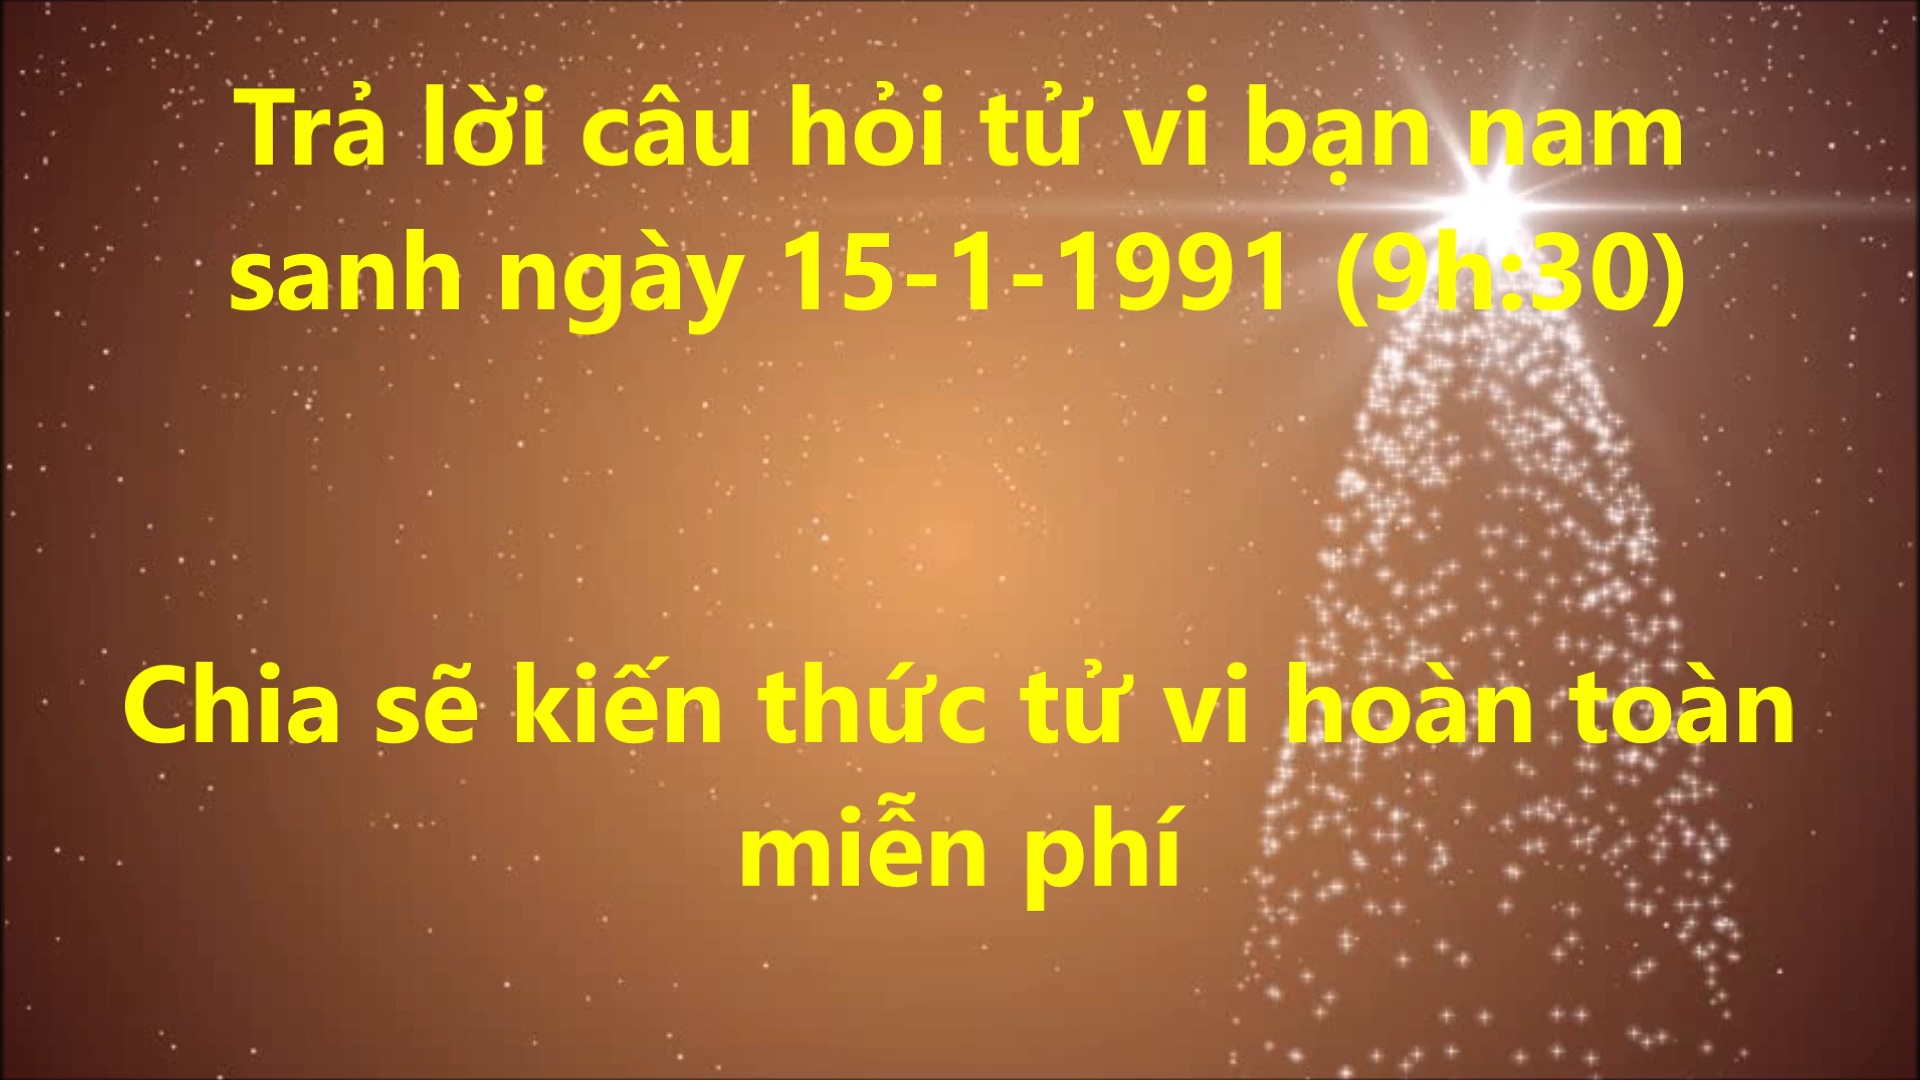 Trả lời câu hỏi tử vi bạn nam
sanh ngày 15-1-1991 (9h:30)
Chia sẽ kiến thức tử vi hoàn toàn
miễn phí